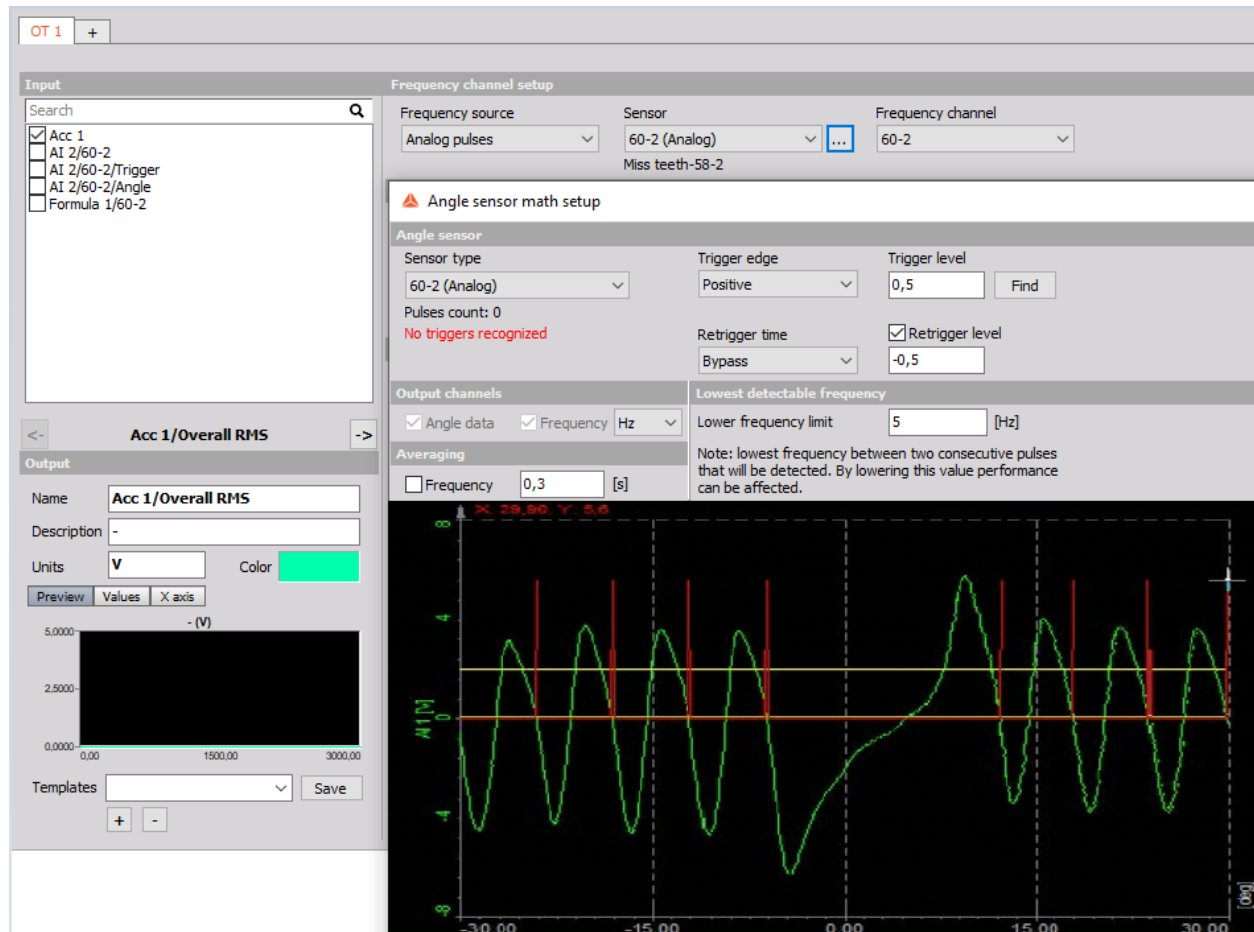 OT 1
+
Input
Search
Acc 1
AI 2/60-2
AI 2/60-2/Trigger
AI 2/60-2/Angle
Formula 1/60-2
<-
Acc 1/Overall RMS
->
Output
Name
Acc 1/Overall RMS
Description
-
Units
V
Color
Preview
Values
X axis
- (V)
5,0000
2,5000
0,0000
0,00
1500,00
3000,00
Templates
Save
+
-
Frequency channel setup
Frequency source
Sensor
Frequency channel
Analog pulses
60-2 (Analog)
...
60-2
Miss teeth-58-2
Angle sensor math setup
Angle sensor
Sensor type
Trigger edge
Trigger level
60-2 (Analog)
Positive
0,5
Find
Pulses count: 0
No triggers recognized
Retrigger time
Retrigger level
Bypass
-0,5
Output channels
Lowest detectable frequency
Angle data
Frequency
Hz
Lower frequency limit
5
[Hz]
Averaging
Note: lowest frequency between two consecutive pulses
that will be detected. By lowering this value performance
can be affected.
Frequency
0,3
[s]
X: 29,90, Y: 5,6
8
4
0
-4
-8
AI 1 [V]
-30.00
-15.00
0.00
15.00
30.00
[deg]